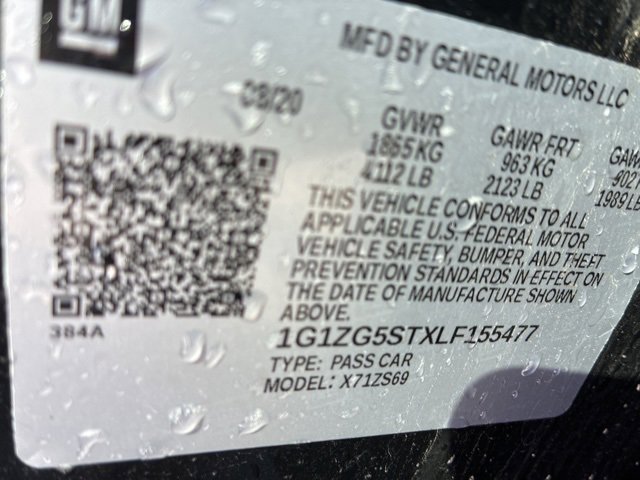 GM
MFD BY GENERAL MOTORS LLC
08/20
GVWR
1865 KG
4112 LB
GAWR FRT
963 KG
2123 LB
1989 LB
THIS VEHICLE CONFORMS TO ALL
APPLICABLE U.S. FEDERAL MOTOR
VEHICLE SAFETY, BUMPER, AND THEFT
PREVENTION STANDARDS IN EFFECT ON
THE DATE OF MANUFACTURE SHOWN
ABOVE.
384A
1G1ZG5STXLF155477
TYPE: PASS CAR
MODEL: X71ZS69